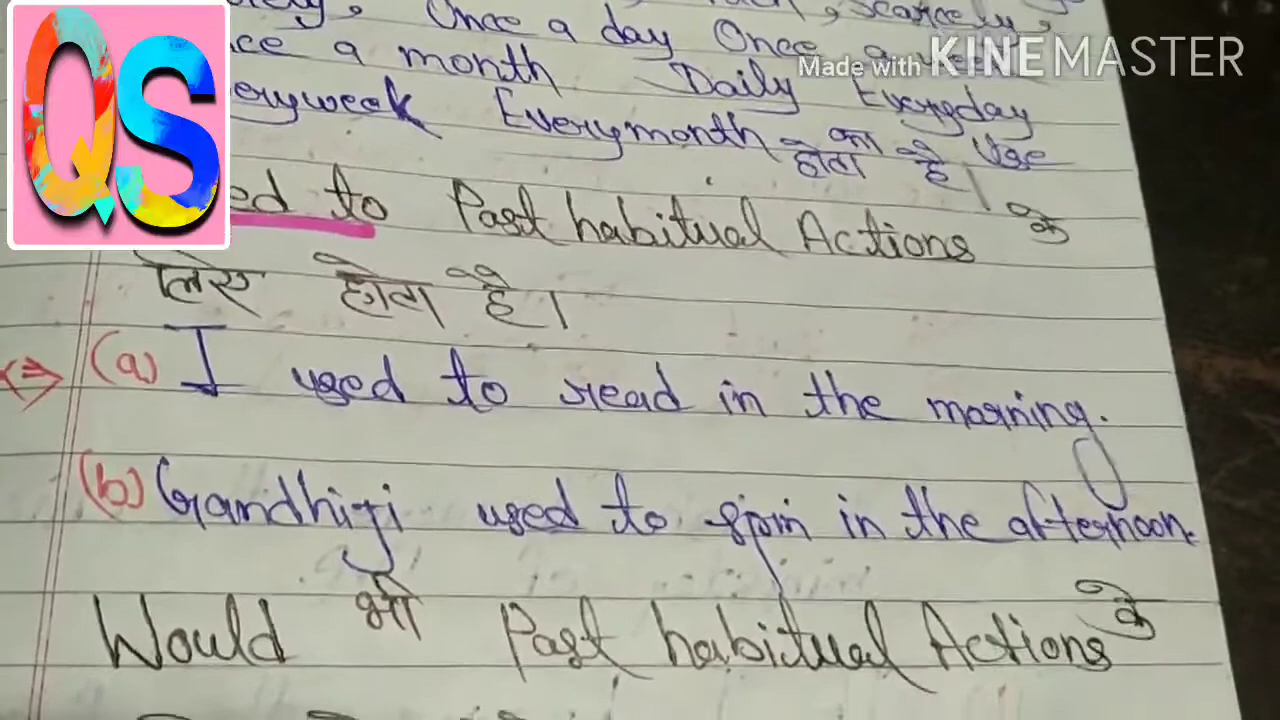 Once a day Once a week
a month Daily Everyday
Everymonth का Use
होता है।
to Past habitual Actions के
लिए होता है।
(a) I used to read in the morning.
(b) Gandhiji used to spin in the afternoon.
Would भी Past habitual Actions के
QS
Made with KINEMASTER